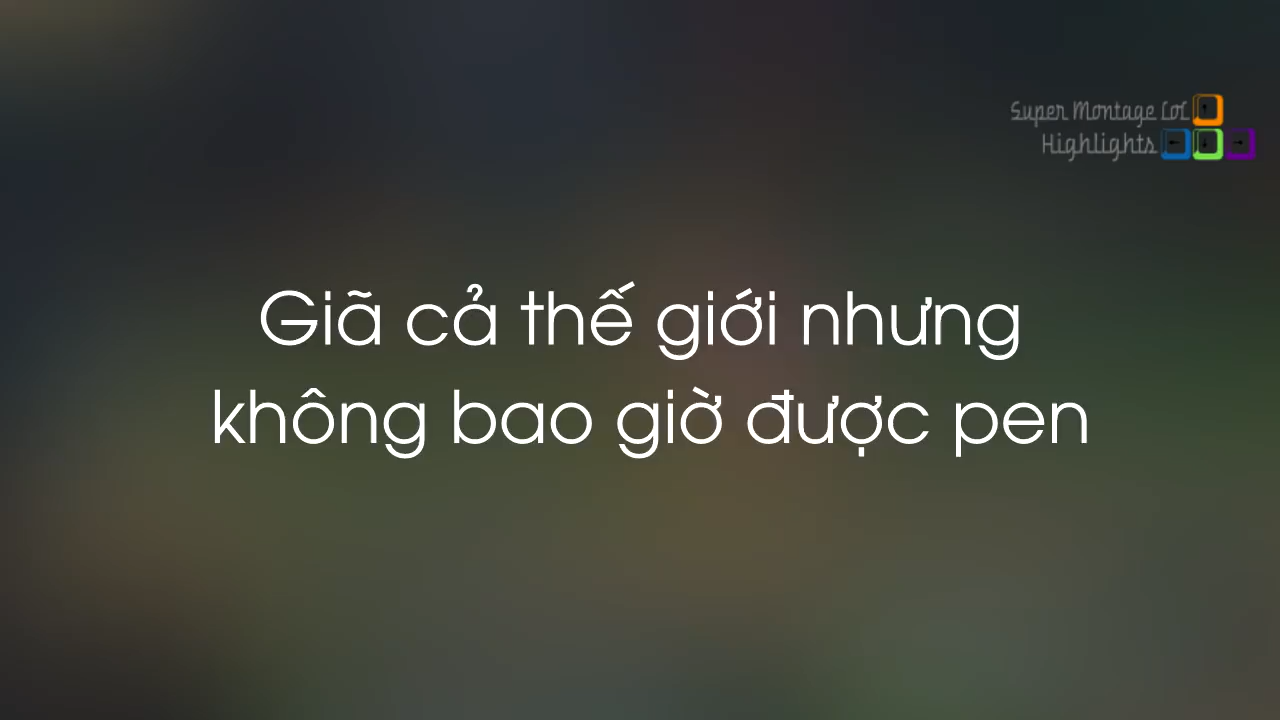 Super Montage LoL
Highlights
Giã cả thế giới nhưng
không bao giờ được pen